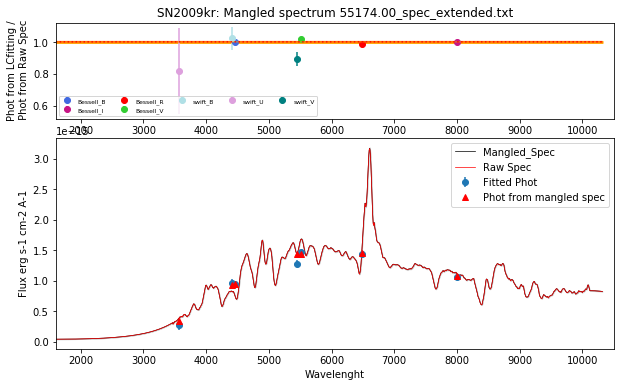 SN2009kr: Mangled spectrum 55174.00_spec_extended.txt
Phot from LCfitting /
Phot from Raw Spec
1.0
0.8
0.6
Bessell_B
Bessell_R
swift_B
swift_U
swift_V
Bessell_I
Bessell_V
2000 3000 4000 5000 6000 7000 8000 9000 10000
Flux erg s-1 cm-2 A-1
3.0
2.5
2.0
1.5
1.0
0.5
0.0
Mangled_Spec
Raw Spec
Fitted Phot
Phot from mangled spec
2000 3000 4000 5000 6000 7000 8000 9000 10000
Wavelenght